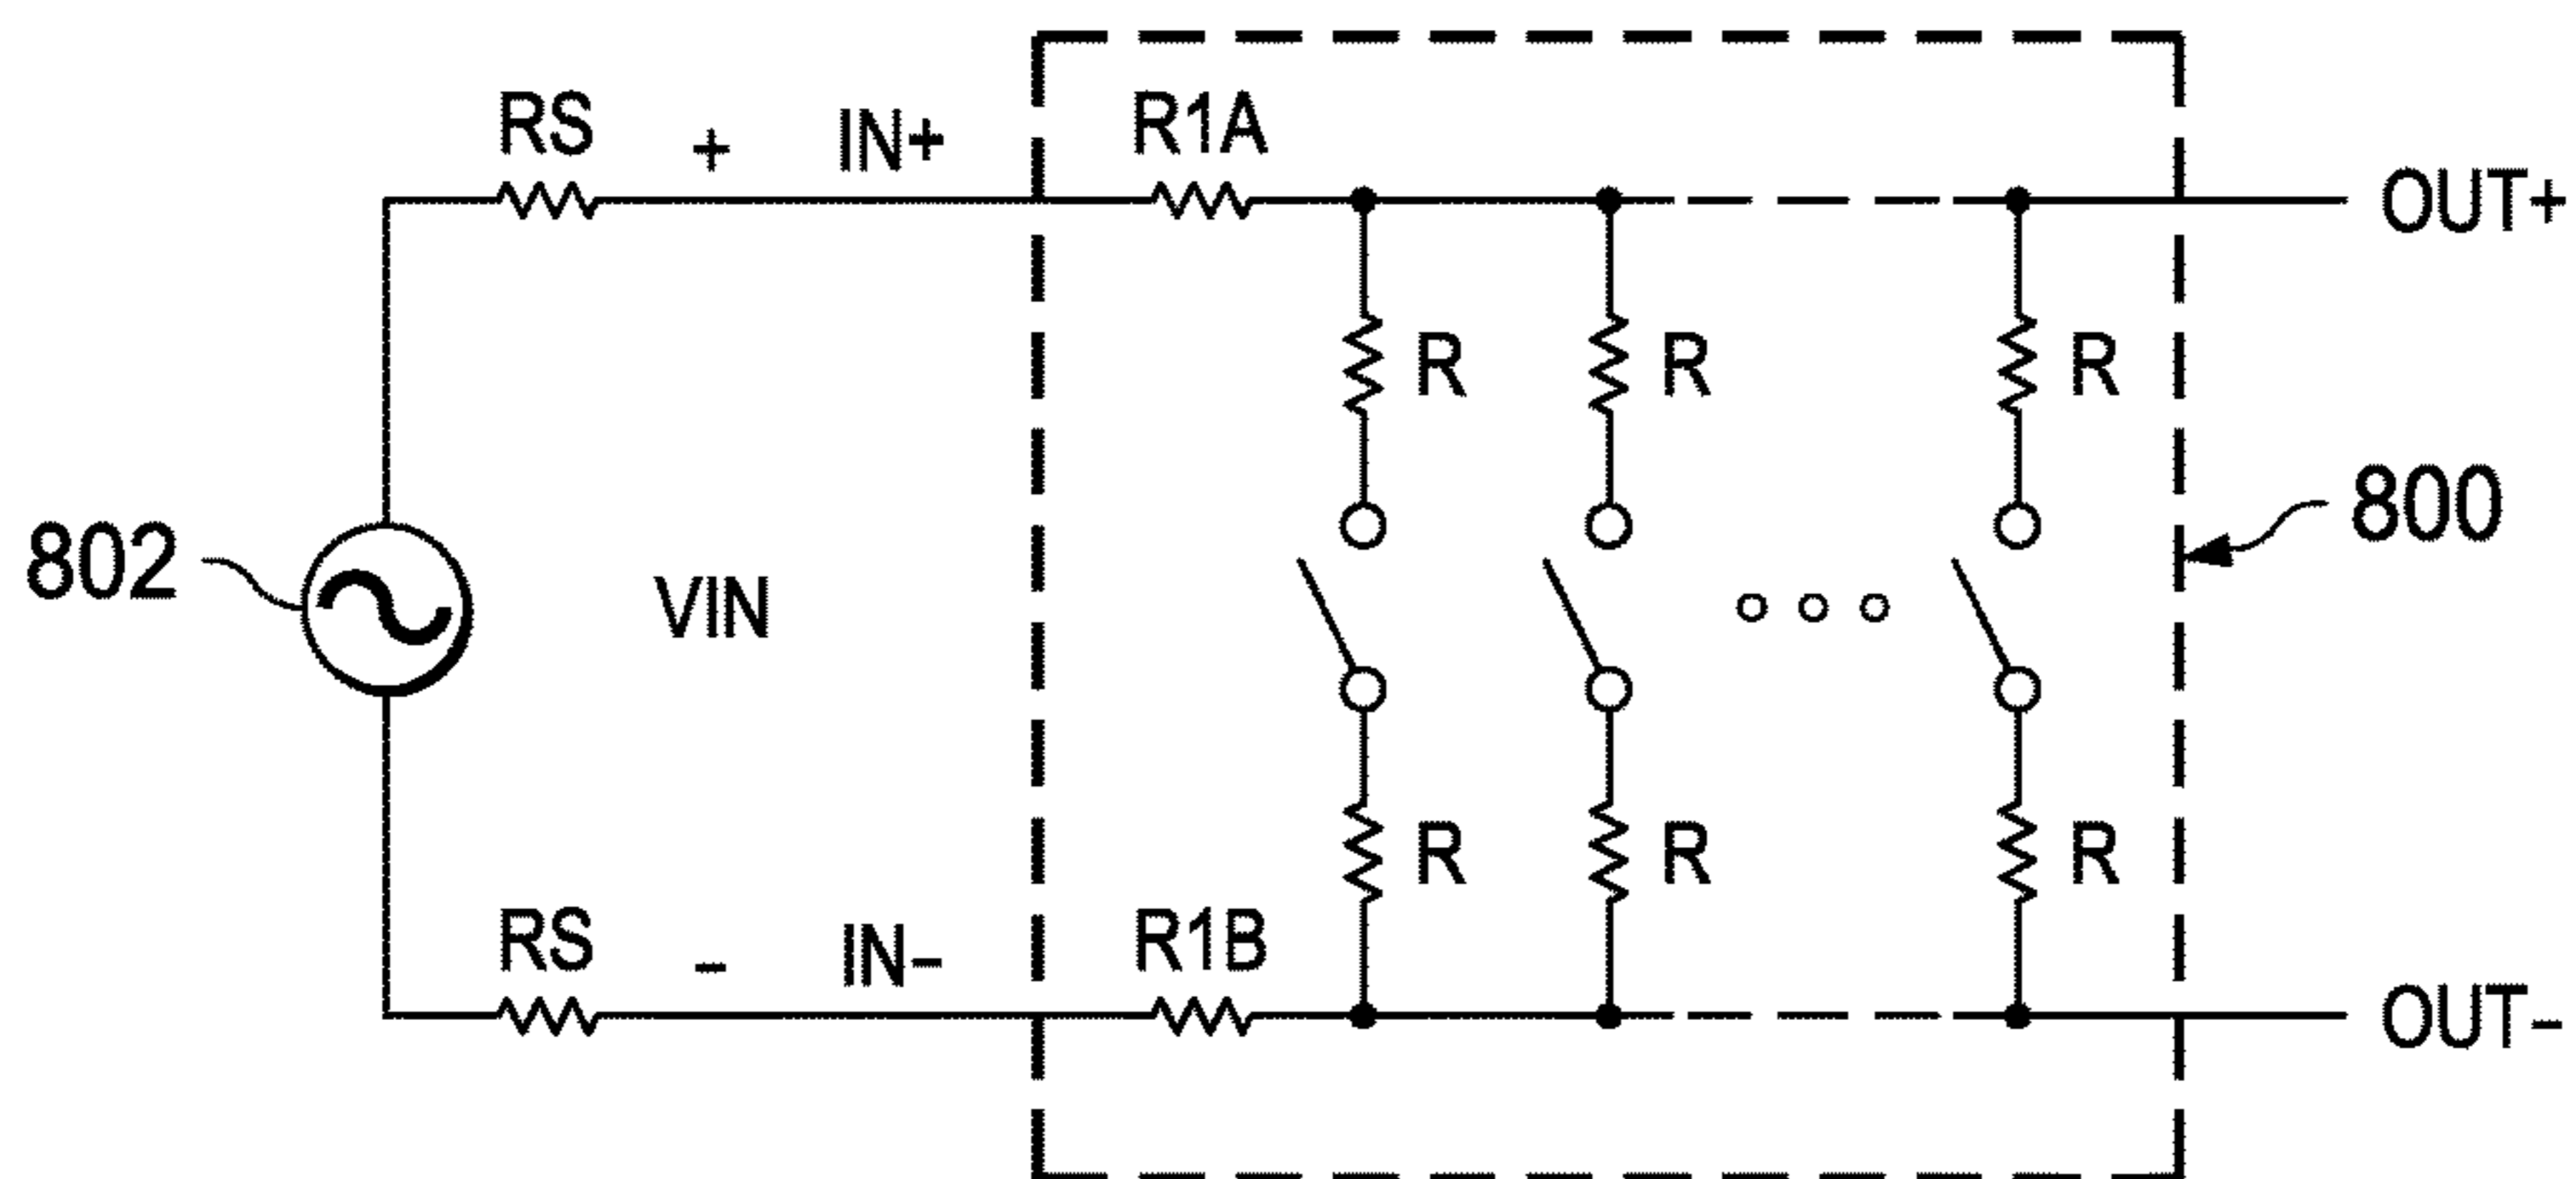 RS + IN+ R1A
OUT+
R R R
802 VIN 800
R R R
RS - IN- R1B
OUT-